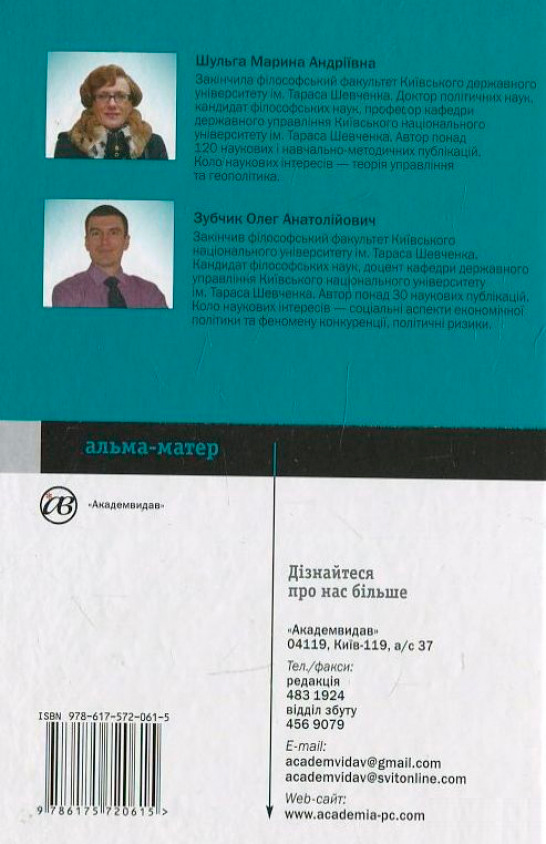 Шульга Марина Андріївна
Закінчила філософський факультет Київського державного
університету ім. Тараса Шевченка. Доктор політичних наук,
кандидат філософських наук, професор кафедри
державного управління Київського національного
університету ім. Тараса Шевченка. Автор понад
120 наукових і навчально-методичних публікацій.
Коло наукових інтересів — теорія управління
та геополітика.
Зубчик Олег Анатолійович
Закінчив філософський факультет Київського
національного університету ім. Тараса Шевченка.
Кандидат філософських наук, доцент кафедри державного
управління Київського національного університету
ім. Тараса Шевченка. Автор понад 30 наукових публікацій.
Коло наукових інтересів — соціальні аспекти економічної
політики та феномену конкуренції, політичні ризики.
альма-матер
ав «Академвидав»
Дізнайтеся
про нас більше
«Академвидав»
04119, Київ-119, а/с 37
Тел./факси:
редакція
483 1924
відділ збуту
456 9079
E-mail:
academvidav@gmail.com
academvidav@svitonline.com
Web-сайт:
www.academia-pc.com
ISBN 978-617-572-061-5
9 786175 720615 >